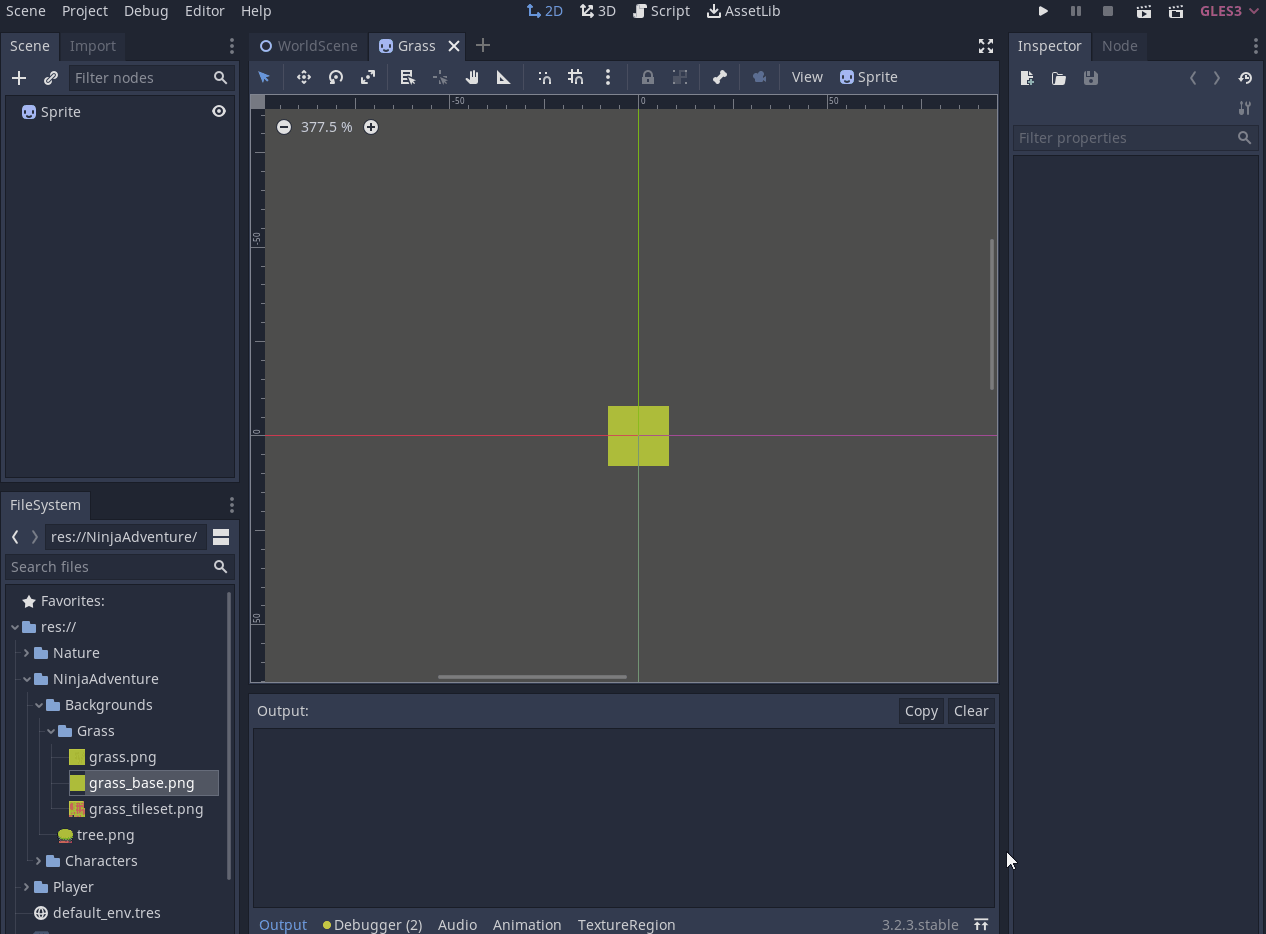 Scene Project Debug Editor Help 2D 3D Script AssetLib GLES3
Scene Import WorldScene Grass Inspector Node
Filter nodes View Sprite
-50 0 50
Sprite 377.5 %
Filter properties
-50
0
50
FileSystem
res://NinjaAdventure/
Search files
Favorites:
res://
Nature
NinjaAdventure
Backgrounds
Grass
grass.png
grass_base.png
grass_tileset.png
tree.png
Characters
Player
default_env.tres
Output: Copy Clear
Output Debugger (2) Audio Animation TextureRegion 3.2.3.stable